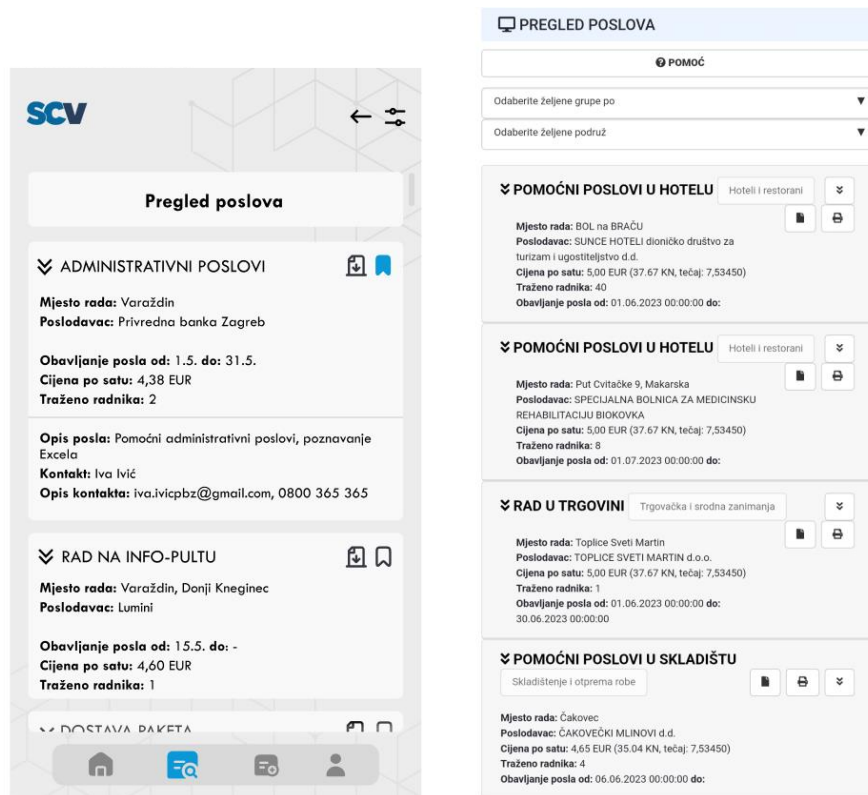 SCV
Pregled poslova
ADMINISTRATIVNI POSLOVI
Mjesto rada: Varaždin
Poslodavac: Privredna banka Zagreb
Obavljanje posla od: 1.5. do: 31.5.
Cijena po satu: 4,38 EUR
Traženo radnika: 2
Opis posla: Pomoćni administrativni poslovi, poznavanje
Excela
Kontakt: Iva Ivić
Opis kontakta: iva.ivicpbz@gmail.com, 0800 365 365
RAD NA INFO-PULTU
Mjesto rada: Varaždin, Donji Kneginec
Poslodavac: Lumini
Obavljanje posla od: 15.5. do: -
Cijena po satu: 4,60 EUR
Traženo radnika: 1
DOSTAVA PAKETA
PREGLED POSLOVA
POMOĆ
Odaberite željene grupe po
Odaberite željene podruž
POMOĆNI POSLOVI U HOTELU Hoteli i restorani
Mjesto rada: BOL na BRAČU
Poslodavac: SUNCE HOTELI dioničko društvo za
turizam i ugostiteljstvo d.d.
Cijena po satu: 5,00 EUR (37.67 KN, tečaj: 7,53450)
Traženo radnika: 40
Obavljanje posla od: 01.06.2023 00:00:00 do:
POMOĆNI POSLOVI U HOTELU Hoteli i restorani
Mjesto rada: Put Cvitačke 9, Makarska
Poslodavac: SPECIJALNA BOLNICA ZA MEDICINSKU
REHABILITACIJU BIOKOVKA
Cijena po satu: 5,00 EUR (37.67 KN, tečaj: 7,53450)
Traženo radnika: 8
Obavljanje posla od: 01.07.2023 00:00:00 do:
RAD U TRGOVINI Trgovačka i srodna zanimanja
Mjesto rada: Toplice Sveti Martin
Poslodavac: TOPLICE SVETI MARTIN d.o.o.
Cijena po satu: 5,00 EUR (37.67 KN, tečaj: 7,53450)
Traženo radnika: 1
Obavljanje posla od: 01.06.2023 00:00:00 do:
30.06.2023 00:00:00
POMOĆNI POSLOVI U SKLADIŠTU
Skladištenje i otprema robe
Mjesto rada: Čakovec
Poslodavac: ČAKOVEČKI MLINOVI d.d.
Cijena po satu: 4,65 EUR (35.04 KN, tečaj: 7,53450)
Traženo radnika: 4
Obavljanje posla od: 06.06.2023 00:00:00 do: